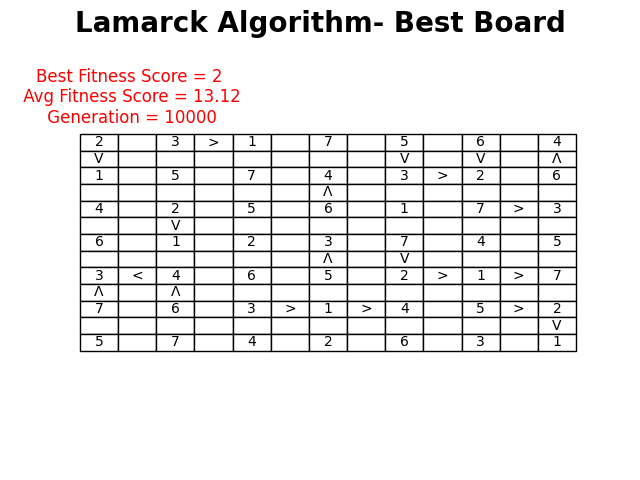 Lamarck Algorithm- Best Board
Best Fitness Score = 2
Avg Fitness Score = 13.12
Generation = 10000
2 3 > 1 7 5 6 4
V V V Λ
1 5 7 4 3 > 2 6
Λ
4 2 5 6 1 7 > 3
V
6 1 2 3 7 4 5
Λ V
3 < 4 6 5 2 > 1 > 7
Λ Λ
7 6 3 > 1 > 4 5 > 2
V
5 7 4 2 6 3 1